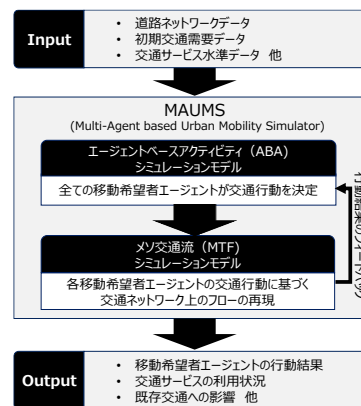 Input
• 道路ネットワークデータ
• 初期交通需要データ
• 交通サービス水準データ 他
MAUMS
(Multi-Agent based Urban Mobility Simulator)
エージェントベースアクティビティ（ABA）
シミュレーションモデル
全ての移動希望者エージェントが交通行動を決定
メソ交通流（MTF）
シミュレーションモデル
各移動希望者エージェントの交通行動に基づく
交通ネットワーク上のフローの再現
行動結果のフィードバック
Output
• 移動希望者エージェントの行動結果
• 交通サービスの利用状況
• 既存交通への影響 他